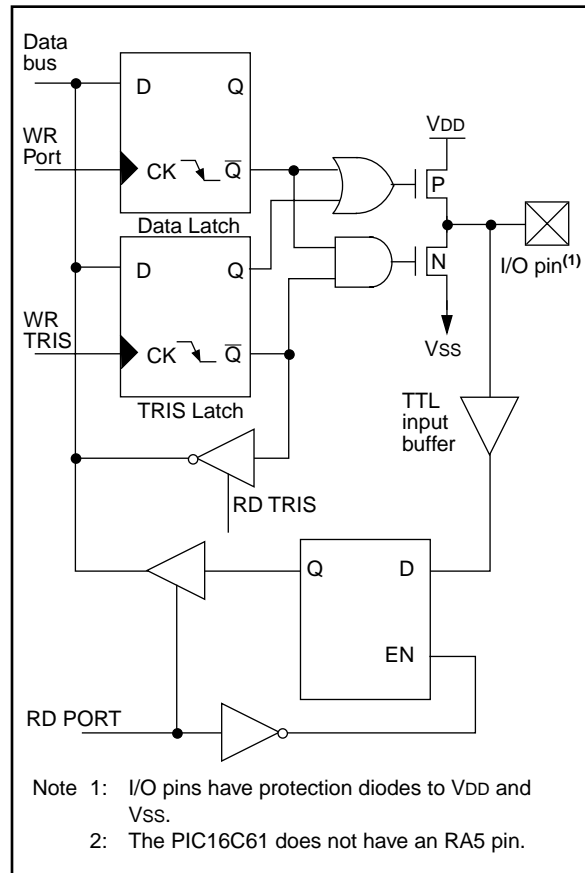 Data
bus
D Q
WR
Port
CK Q̅
VDD
P
Data Latch
D Q
N
I/O pin(1)
WR
TRIS
CK Q̅
VSS
TRIS Latch
TTL
input
buffer
RD TRIS
Q D
EN
RD PORT
Note 1: I/O pins have protection diodes to VDD and
VSS.
2: The PIC16C61 does not have an RA5 pin.